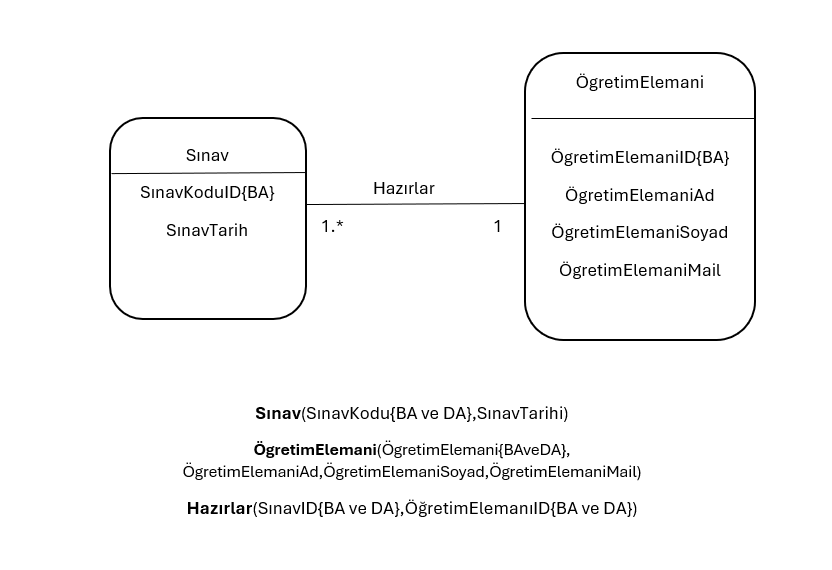 ÖgretimElemani
Sınav
ÖgretimElemaniID{BA}
Hazırlar
SınavKoduID{BA}
ÖgretimElemaniAd
1.*
1
SınavTarih
ÖgretimElemaniSoyad
ÖgretimElemaniMail
Sınav(SınavKodu{BA ve DA},SınavTarihi)
ÖgretimElemani(ÖgretimElemani{BAveDA},
ÖgretimElemaniAd,ÖgretimElemaniSoyad,ÖgretimElemaniMail)
Hazırlar(SınavID{BA ve DA},ÖğretimElemanıID{BA ve DA})